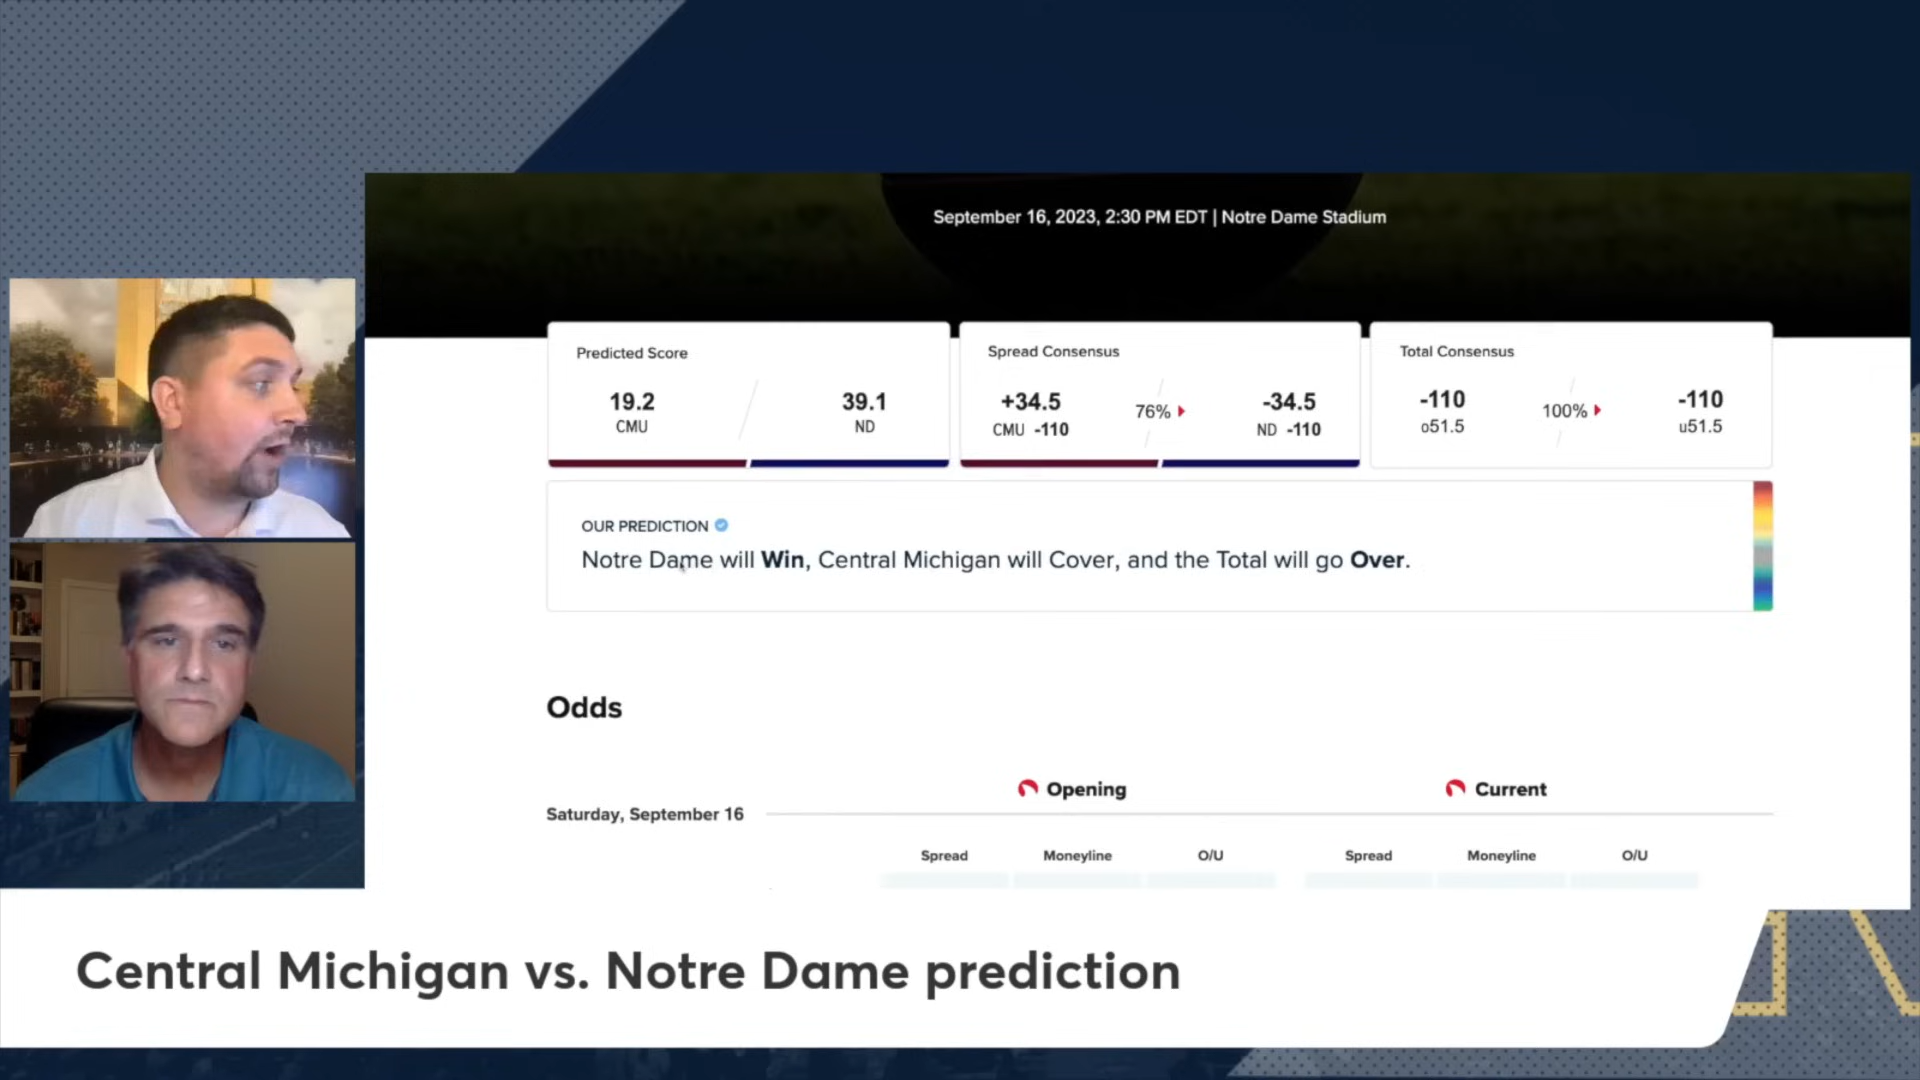 September 16, 2023, 2:30 PM EDT | Notre Dame Stadium
Predicted Score
19.2
CMU
39.1
ND
Spread Consensus
+34.5
CMU -110
76%
-34.5
ND -110
Total Consensus
-110
o51.5
100%
-110
u51.5
OUR PREDICTION
Notre Dame will Win, Central Michigan will Cover, and the Total will go Over.
Odds
Opening
Current
Saturday, September 16
Spread
Moneyline
O/U
Spread
Moneyline
O/U
Central Michigan vs. Notre Dame prediction